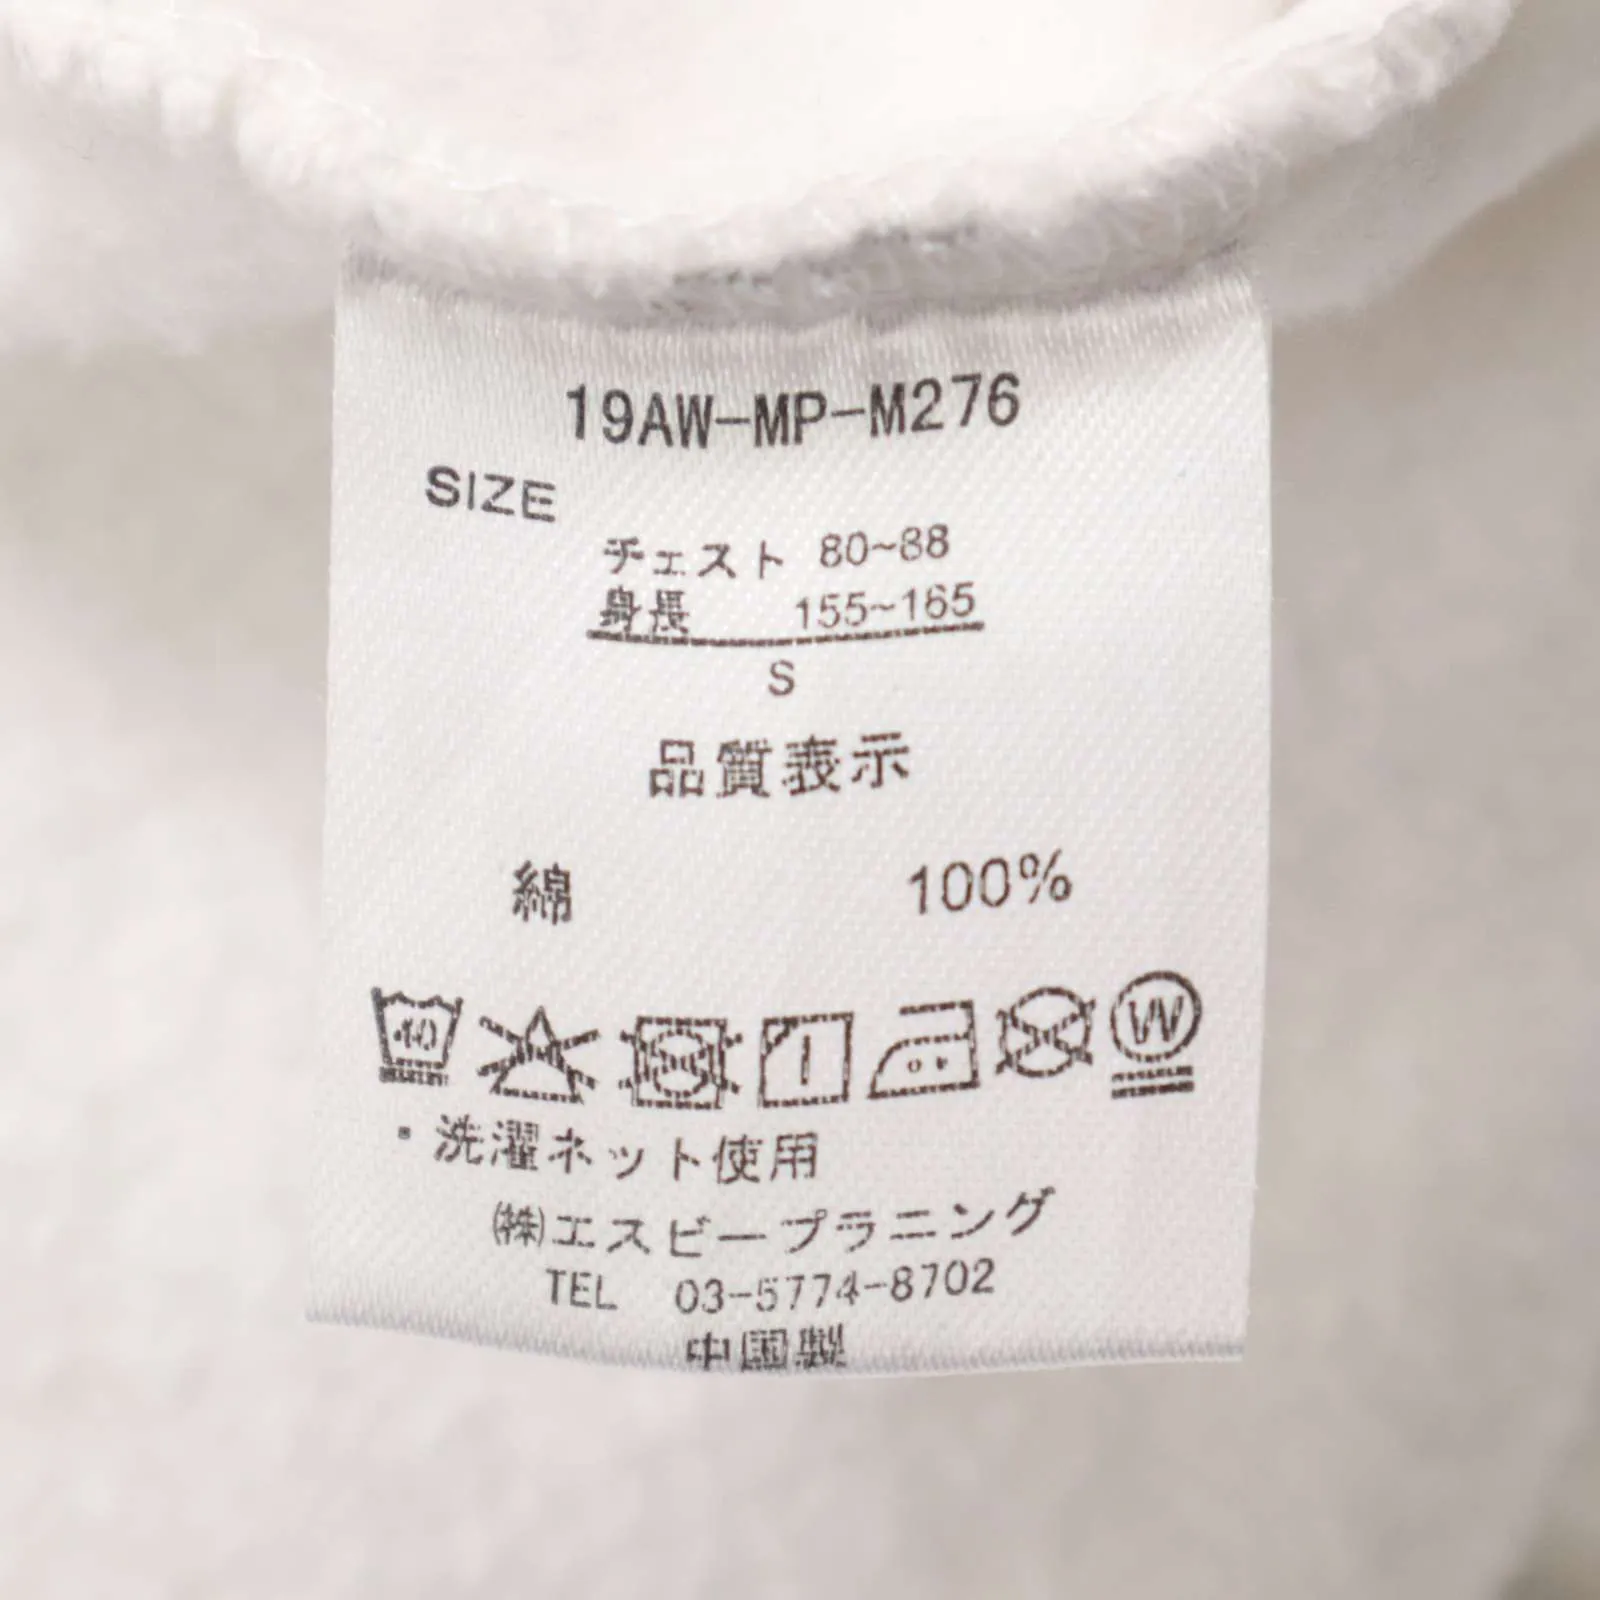 19AW-MP-M276
SIZE
チェスト 80~88
身長 155~165
S
品質表示
綿 100%
40
W
・洗濯ネット使用
㈱エスビープラニング
TEL 03-5774-8702
中国製